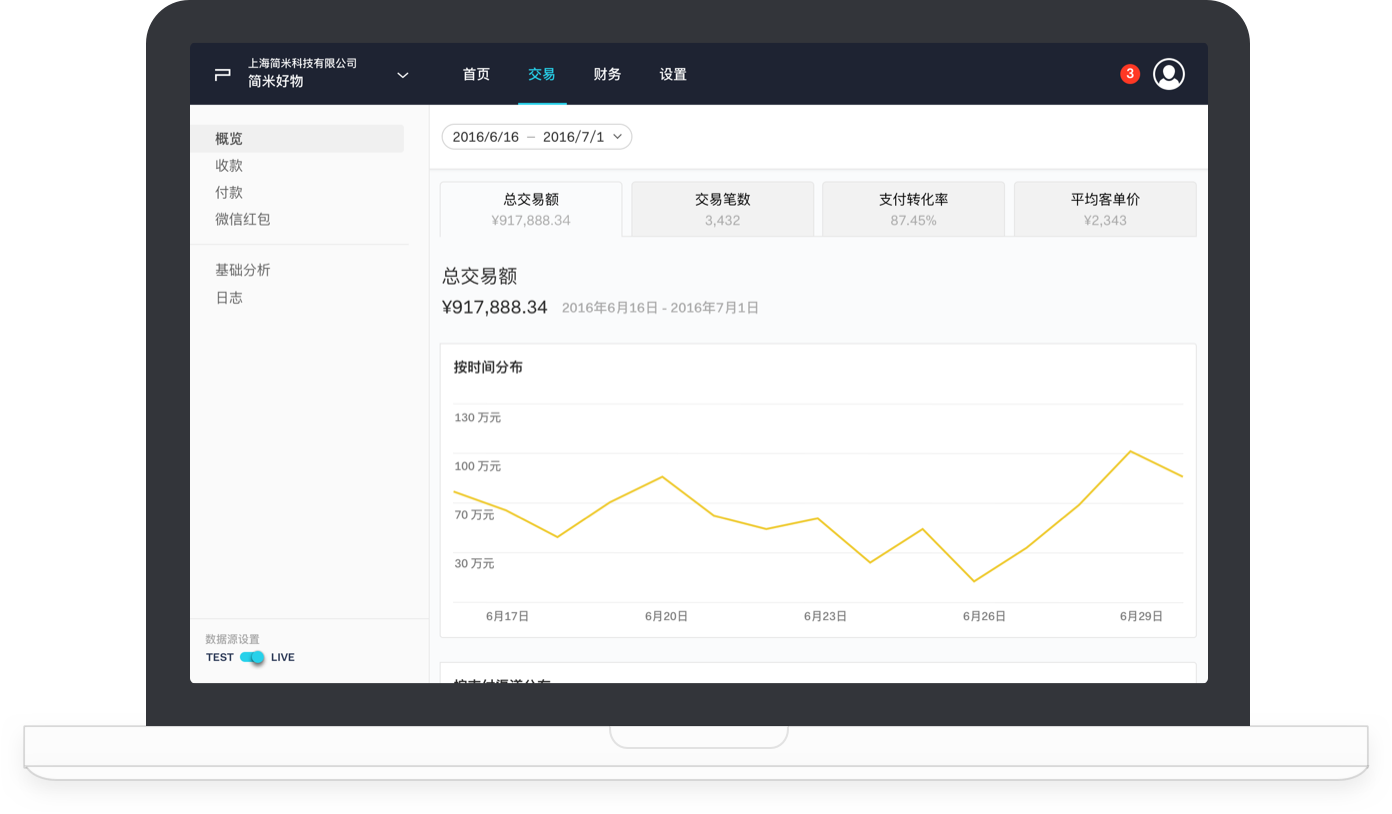 上海简米科技有限公司
简米好物
首页
交易
财务
设置
3
概览
收款
付款
微信红包
基础分析
日志
数据源设置
TEST LIVE
2016/6/16 – 2016/7/1
总交易额
¥917,888.34
交易笔数
3,432
支付转化率
87.45%
平均客单价
¥2,343
总交易额
¥917,888.34 2016年6月16日 - 2016年7月1日
按时间分布
130 万元
100 万元
70 万元
30 万元
6月17日 6月20日 6月23日 6月26日 6月29日
按支付渠道分布